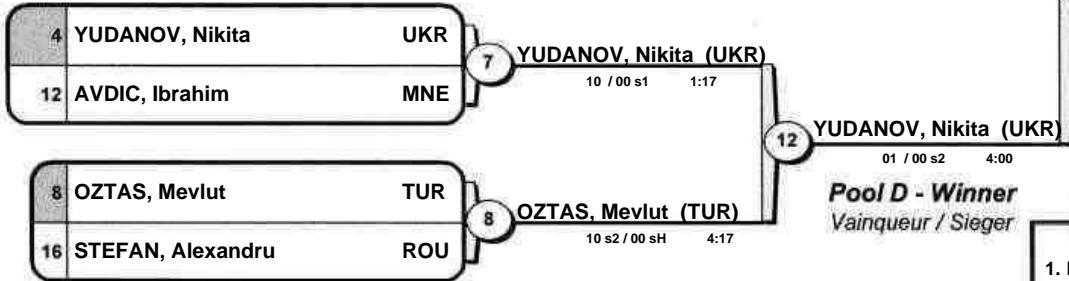 4 YUDANOV, Nikita UKR
12 AVDIC, Ibrahim MNE
7
YUDANOV, Nikita (UKR)
10 / 00 s1 1:17
8 OZTAS, Mevlut TUR
16 STEFAN, Alexandru ROU
8
OZTAS, Mevlut (TUR)
10 s2 / 00 sH 4:17
12
YUDANOV, Nikita (UKR)
01 / 00 s2 4:00
Pool D - Winner
Vainqueur / Sieger
1.